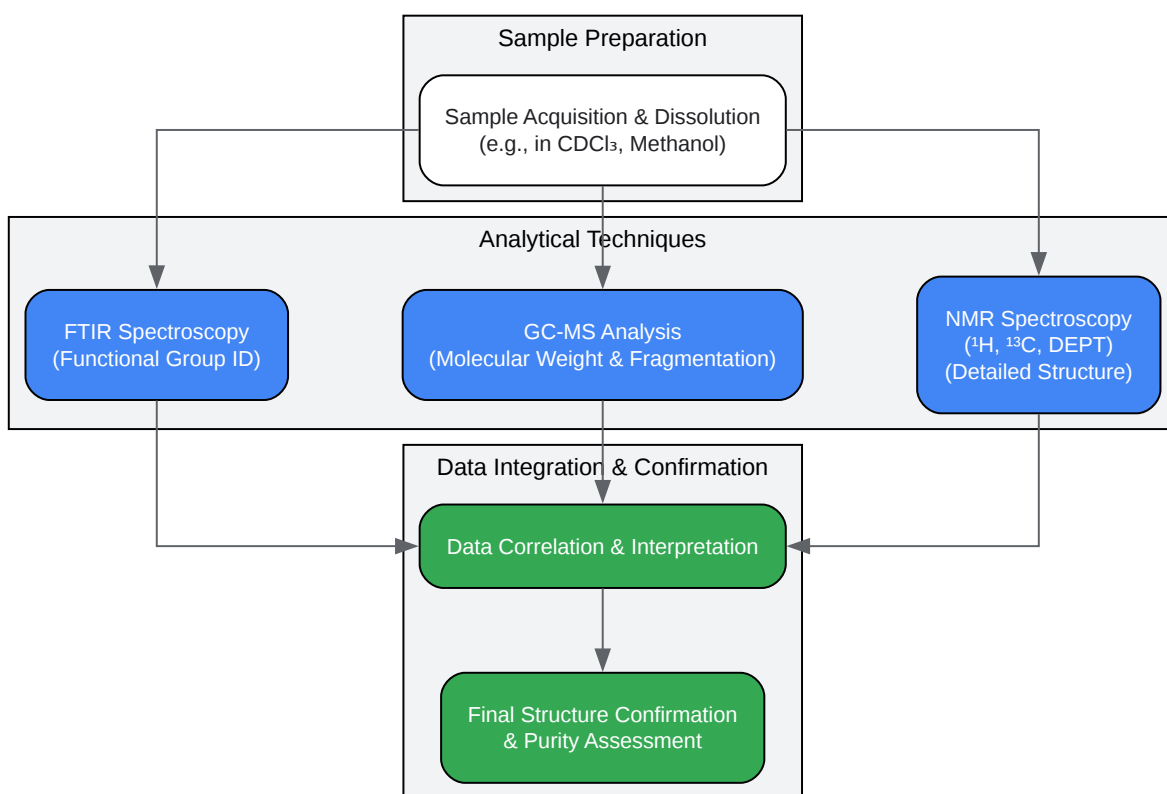 Sample Preparation
Sample Acquisition & Dissolution
(e.g., in CDCl₃, Methanol)
Analytical Techniques
FTIR Spectroscopy
(Functional Group ID)
GC-MS Analysis
(Molecular Weight & Fragmentation)
NMR Spectroscopy
(¹H, ¹³C, DEPT)
(Detailed Structure)
Data Integration & Confirmation
Data Correlation & Interpretation
Final Structure Confirmation
& Purity Assessment